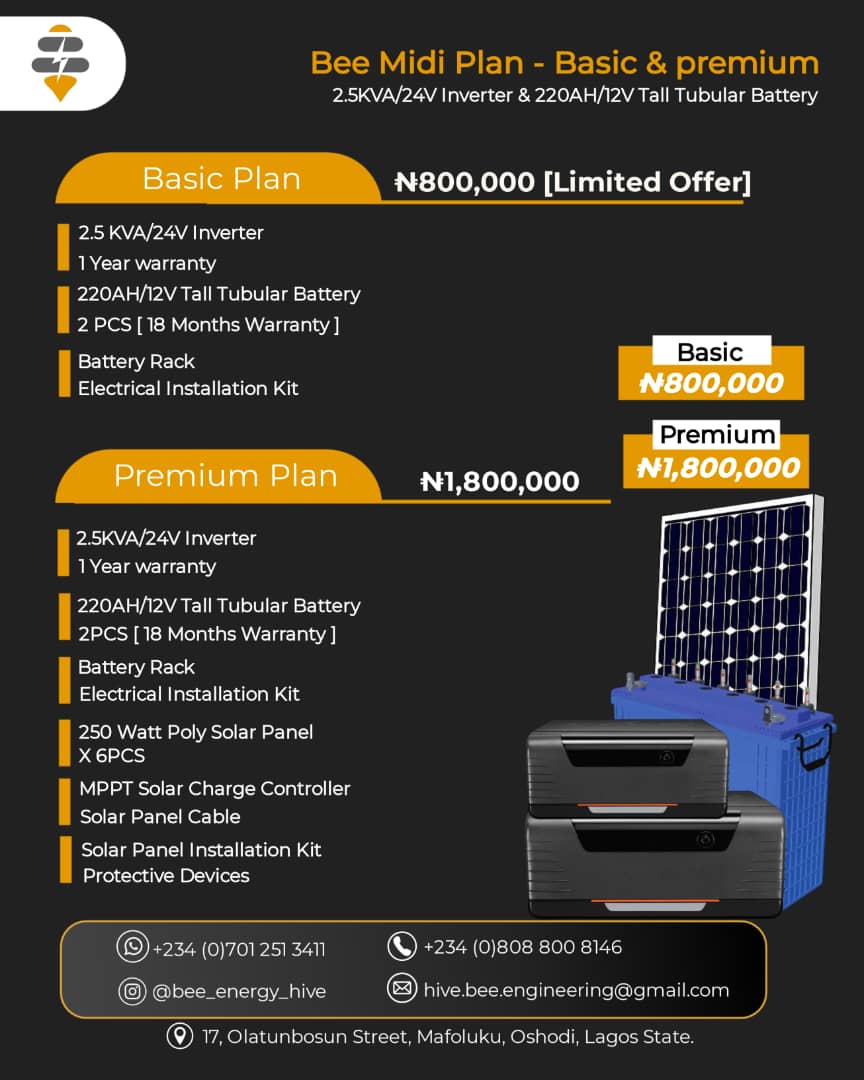 Bee Midi Plan - Basic & premium
2.5KVA/24V Inverter & 220AH/12V Tall Tubular Battery
Basic Plan
₦800,000 [Limited Offer]
2.5 KVA/24V Inverter
1 Year warranty
220AH/12V Tall Tubular Battery
2 PCS [ 18 Months Warranty ]
Battery Rack
Electrical Installation Kit
Basic
₦800,000
Premium
₦1,800,000
Premium Plan
₦1,800,000
2.5KVA/24V Inverter
1 Year warranty
220AH/12V Tall Tubular Battery
2PCS [ 18 Months Warranty ]
Battery Rack
Electrical Installation Kit
250 Watt Poly Solar Panel
X 6PCS
MPPT Solar Charge Controller
Solar Panel Cable
Solar Panel Installation Kit
Protective Devices
+234 (0)701 251 3411
+234 (0)808 800 8146
@bee_energy_hive
hive.bee.engineering@gmail.com
17, Olatunbosun Street, Mafoluku, Oshodi, Lagos State.